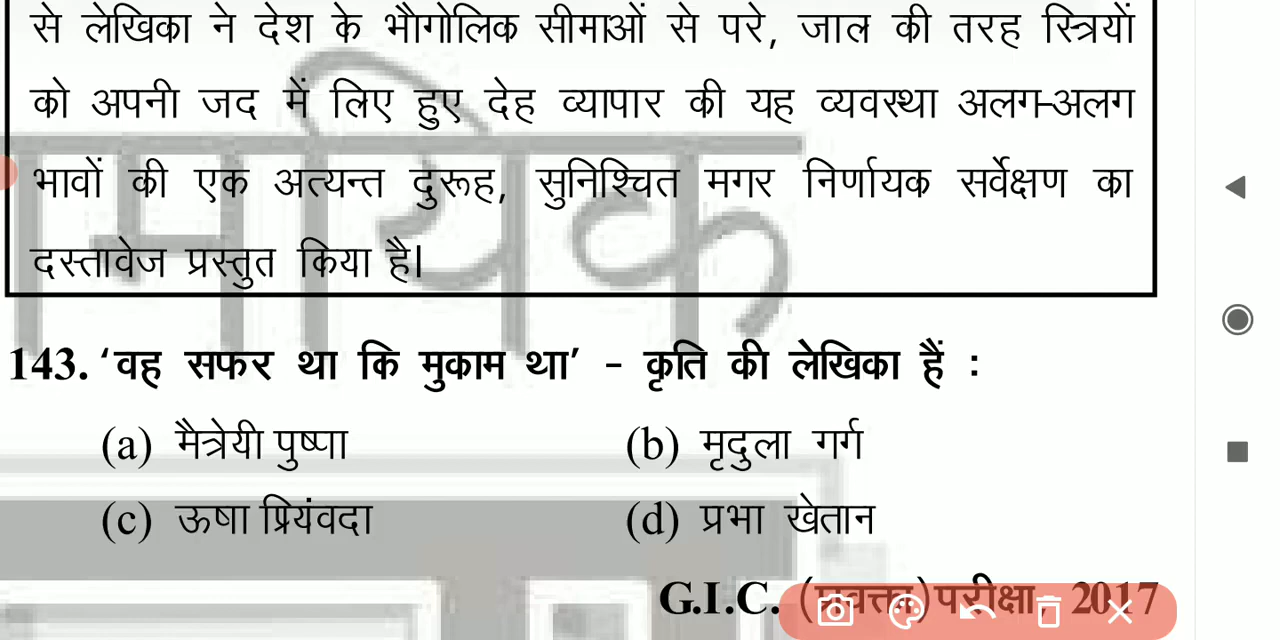 से लेखिका ने देश के भौगोलिक सीमाओं से परे, जाल की तरह स्त्रियों
को अपनी जद में लिए हुए देह व्यापार की यह व्यवस्था अलग-अलग
भावों की एक अत्यन्त दुरूह, सुनिश्चित मगर निर्णायक सर्वेक्षण का
दस्तावेज प्रस्तुत किया है।
143. ‘वह सफर था कि मुकाम था’ - कृति की लेखिका हैं :
(a) मैत्रेयी पुष्पा (b) मृदुला गर्ग
(c) ऊषा प्रियंवदा (d) प्रभा खेतान
G.I.C. (प्रवक्ता) परीक्षा, 2017